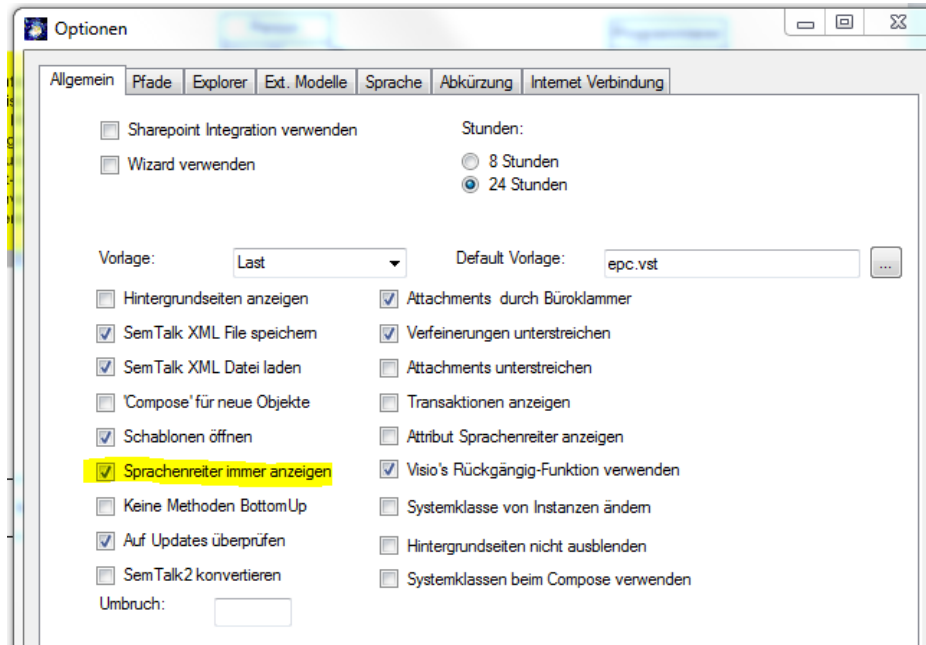 Optionen
Allgemein Pfade Explorer Ext. Modelle Sprache Abkürzung Internet Verbindung
Sharepoint Integration verwenden
Wizard verwenden
Stunden:
8 Stunden
24 Stunden
Vorlage: Last
Default Vorlage: epc.vst ...
Hintergrundseiten anzeigen
SemTalk XML File speichern
SemTalk XML Datei laden
'Compose' für neue Objekte
Schablonen öffnen
Sprachenreiter immer anzeigen
Keine Methoden BottomUp
Auf Updates überprüfen
SemTalk2 konvertieren
Umbruch:
Attachments durch Büroklammer
Verfeinerungen unterstreichen
Attachments unterstreichen
Transaktionen anzeigen
Attribut Sprachenreiter anzeigen
Visio's Rückgängig-Funktion verwenden
Systemklasse von Instanzen ändern
Hintergrundseiten nicht ausblenden
Systemklassen beim Compose verwenden